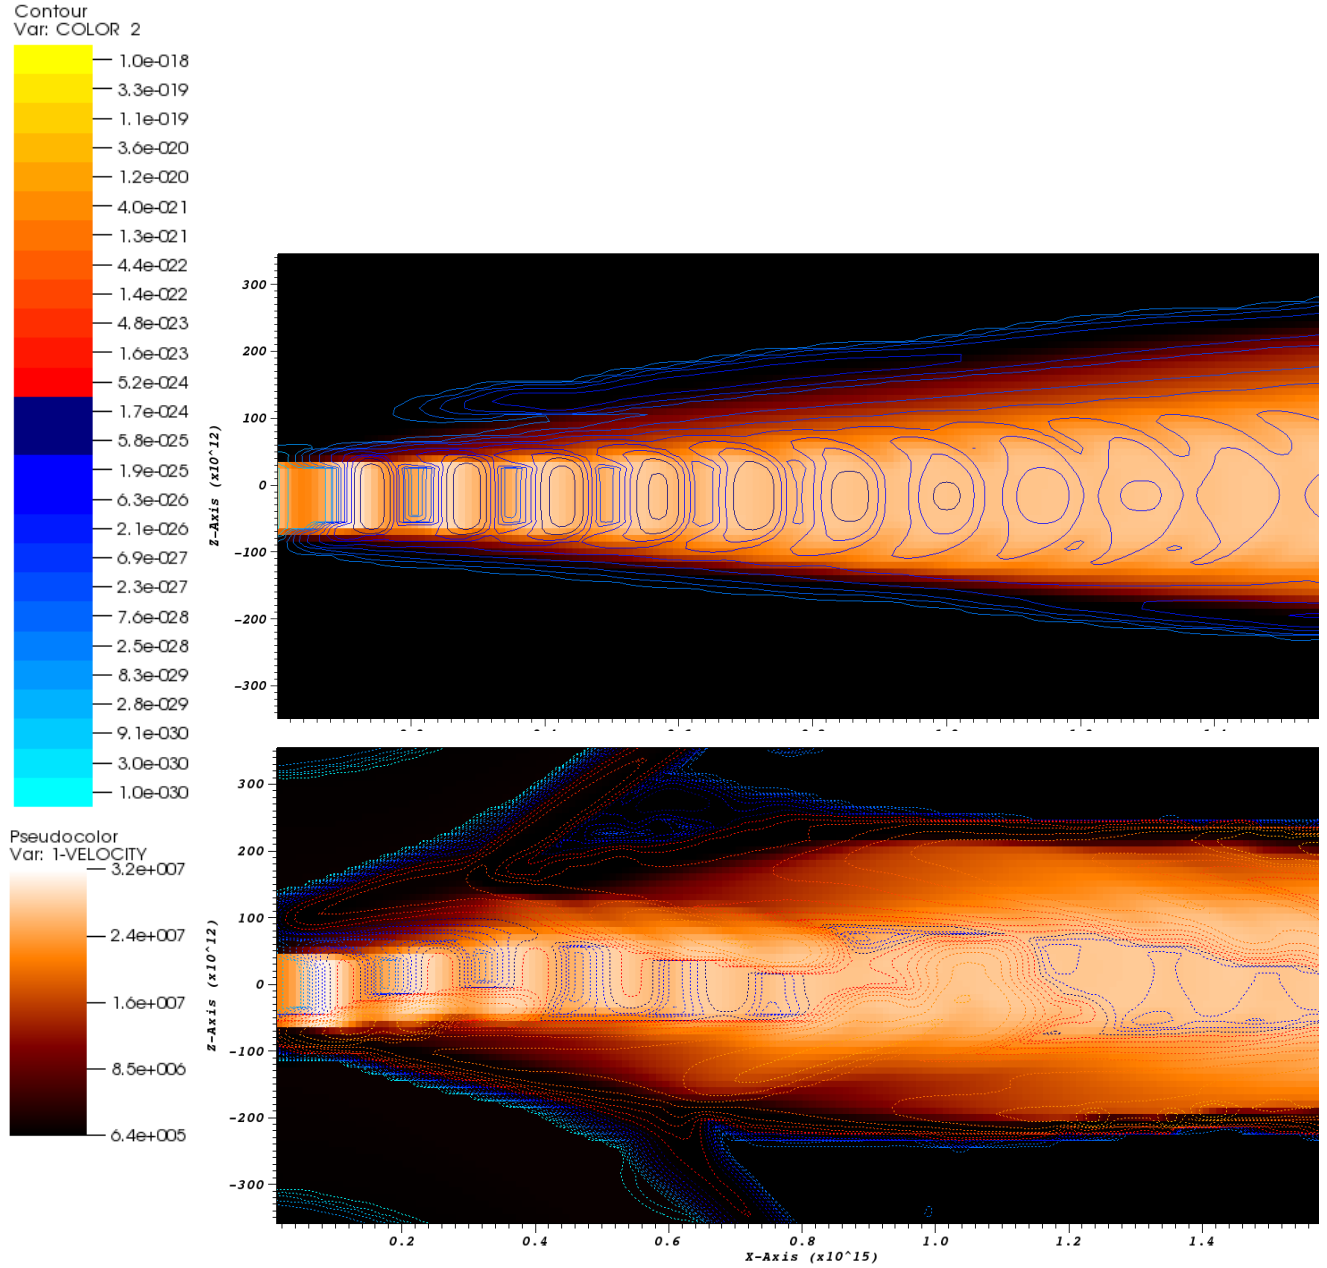 Contour
Var: COLOR 2
1.0e-018
3.3e-019
1.1e-019
3.6e-020
1.2e-020
4.0e-021
1.3e-021
4.4e-022
1.4e-022
4.8e-023
1.6e-023
5.2e-024
1.7e-024
5.8e-025
1.9e-025
6.3e-026
2.1e-026
6.9e-027
2.3e-027
7.6e-028
2.5e-028
8.3e-029
2.8e-029
9.1e-030
3.0e-030
1.0e-030
Pseudocolor
Var: 1-VELOCITY
3.2e+007
2.4e+007
1.6e+007
8.5e+006
6.4e+005
300
200
100
0
-100
-200
-300
Z-Axis (x10^12)
300
200
100
0
-100
-200
-300
Z-Axis (x10^12)
0.2
0.4
0.6
0.8
1.0
1.2
1.4
X-Axis (x10^15)